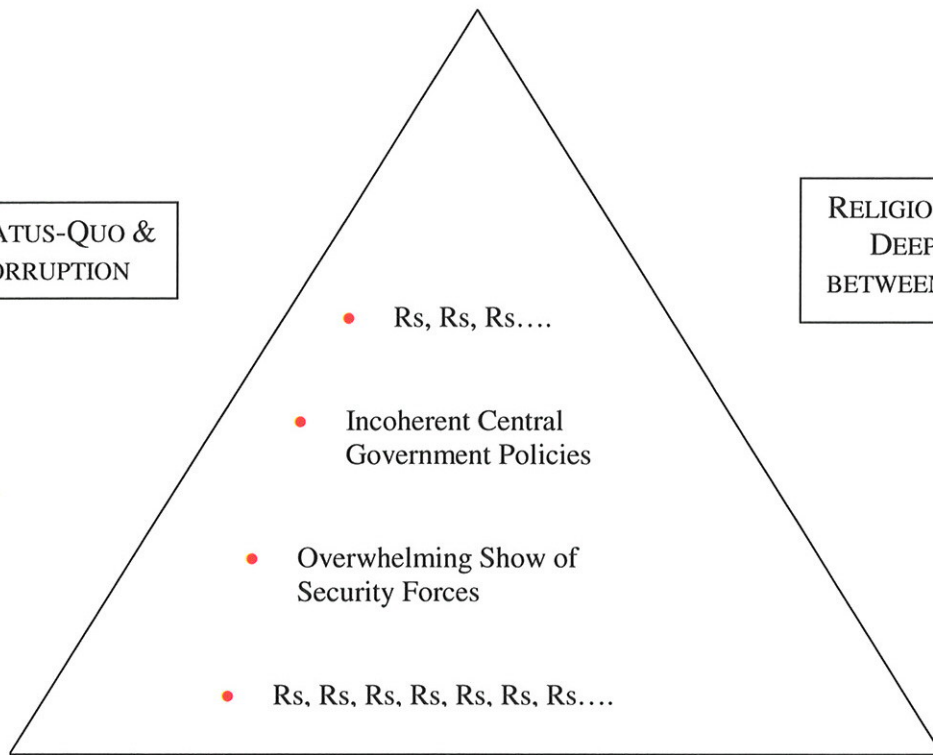 ATUS-QUO &
ORRUPTION
RELIGIO
DEEP
BETWEEN
• Rs, Rs, Rs….
• Incoherent Central
Government Policies
• Overwhelming Show of
Security Forces
• Rs, Rs, Rs, Rs, Rs, Rs, Rs….